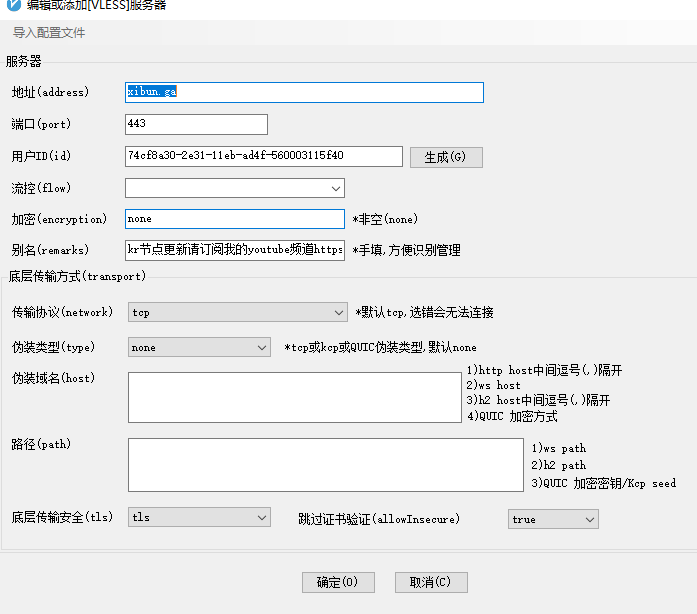 编辑或添加[VLESS]服务器
导入配置文件
服务器
地址(address)
xibun.ga
端口(port)
443
用户ID(id)
74cf8a30-2e31-11eb-ad4f-560003115f40
生成(G)
流控(flow)
加密(encryption)
none
*非空(none)
别名(remarks)
kr节点更新请订阅我的youtube频道https
*手填,方便识别管理
底层传输方式(transport)
传输协议(network)
tcp
*默认tcp,选错会无法连接
伪装类型(type)
none
*tcp或kcp或QUIC伪装类型,默认none
伪装域名(host)
1)http host中间逗号(,)隔开
2)ws host
3)h2 host中间逗号(,)隔开
4)QUIC 加密方式
路径(path)
1)ws path
2)h2 path
3)QUIC 加密密钥/Kcp seed
底层传输安全(tls)
tls
跳过证书验证(allowInsecure)
true
确定(O)
取消(C)